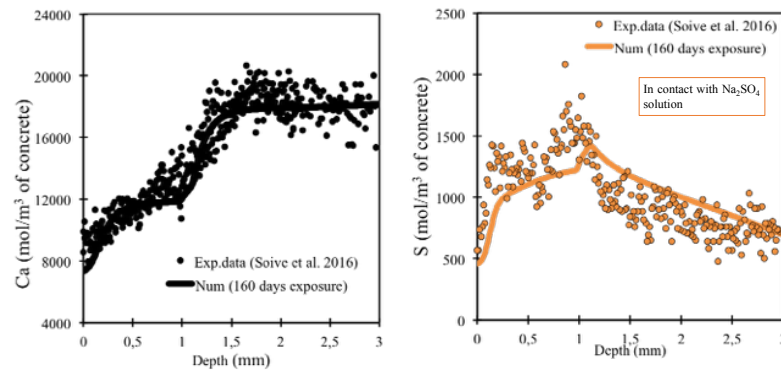 24000
20000
16000
12000
8000
4000
Ca (mol/m³ of concrete)
Exp.data (Soive et al. 2016)
Num (160 days exposure)
0
0,5
1
1,5
2
2,5
3
Depth (mm)
2500
2000
1500
1000
500
0
S (mol/m³ of concrete)
Exp.data (Soive et al. 2016)
Num (160 days exposure)
In contact with Na₂SO₄
solution
0
0,5
1
1,5
2
2,5
Depth (mm)